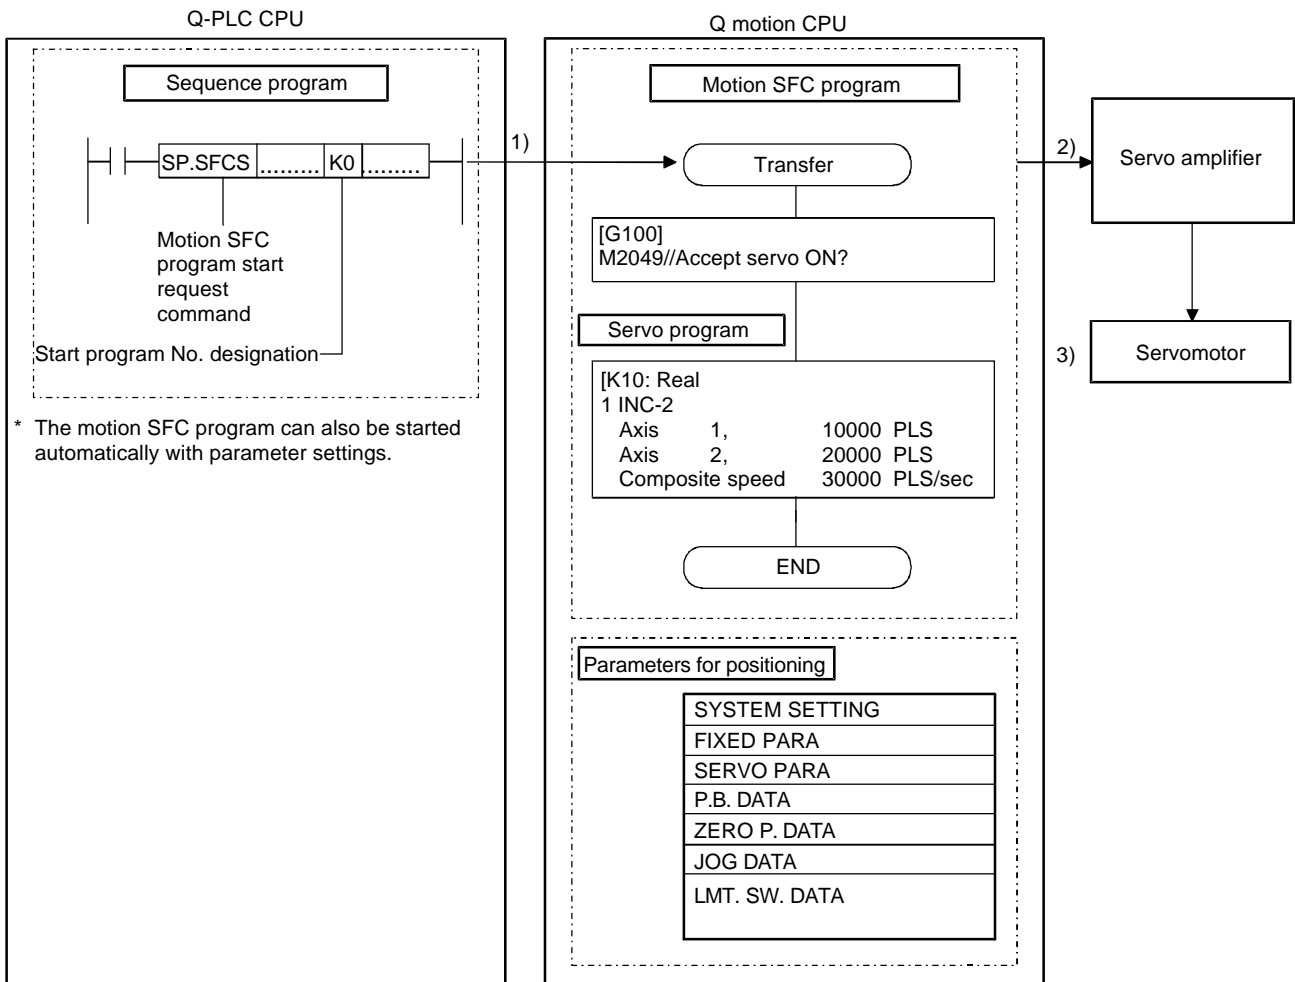 Q-PLC CPU
Sequence program
SP.SFCS ......... K0 .........
Motion SFC
program start
request
command
Start program No. designation
* The motion SFC program can also be started
automatically with parameter settings.
1)
Q motion CPU
Motion SFC program
Transfer
[G100]
M2049//Accept servo ON?
Servo program
[K10: Real
1 INC-2
Axis 1, 10000 PLS
Axis 2, 20000 PLS
Composite speed 30000 PLS/sec
END
Parameters for positioning
SYSTEM SETTING
FIXED PARA
SERVO PARA
P.B. DATA
ZERO P. DATA
JOG DATA
LMT. SW. DATA
2)
Servo amplifier
3)
Servomotor